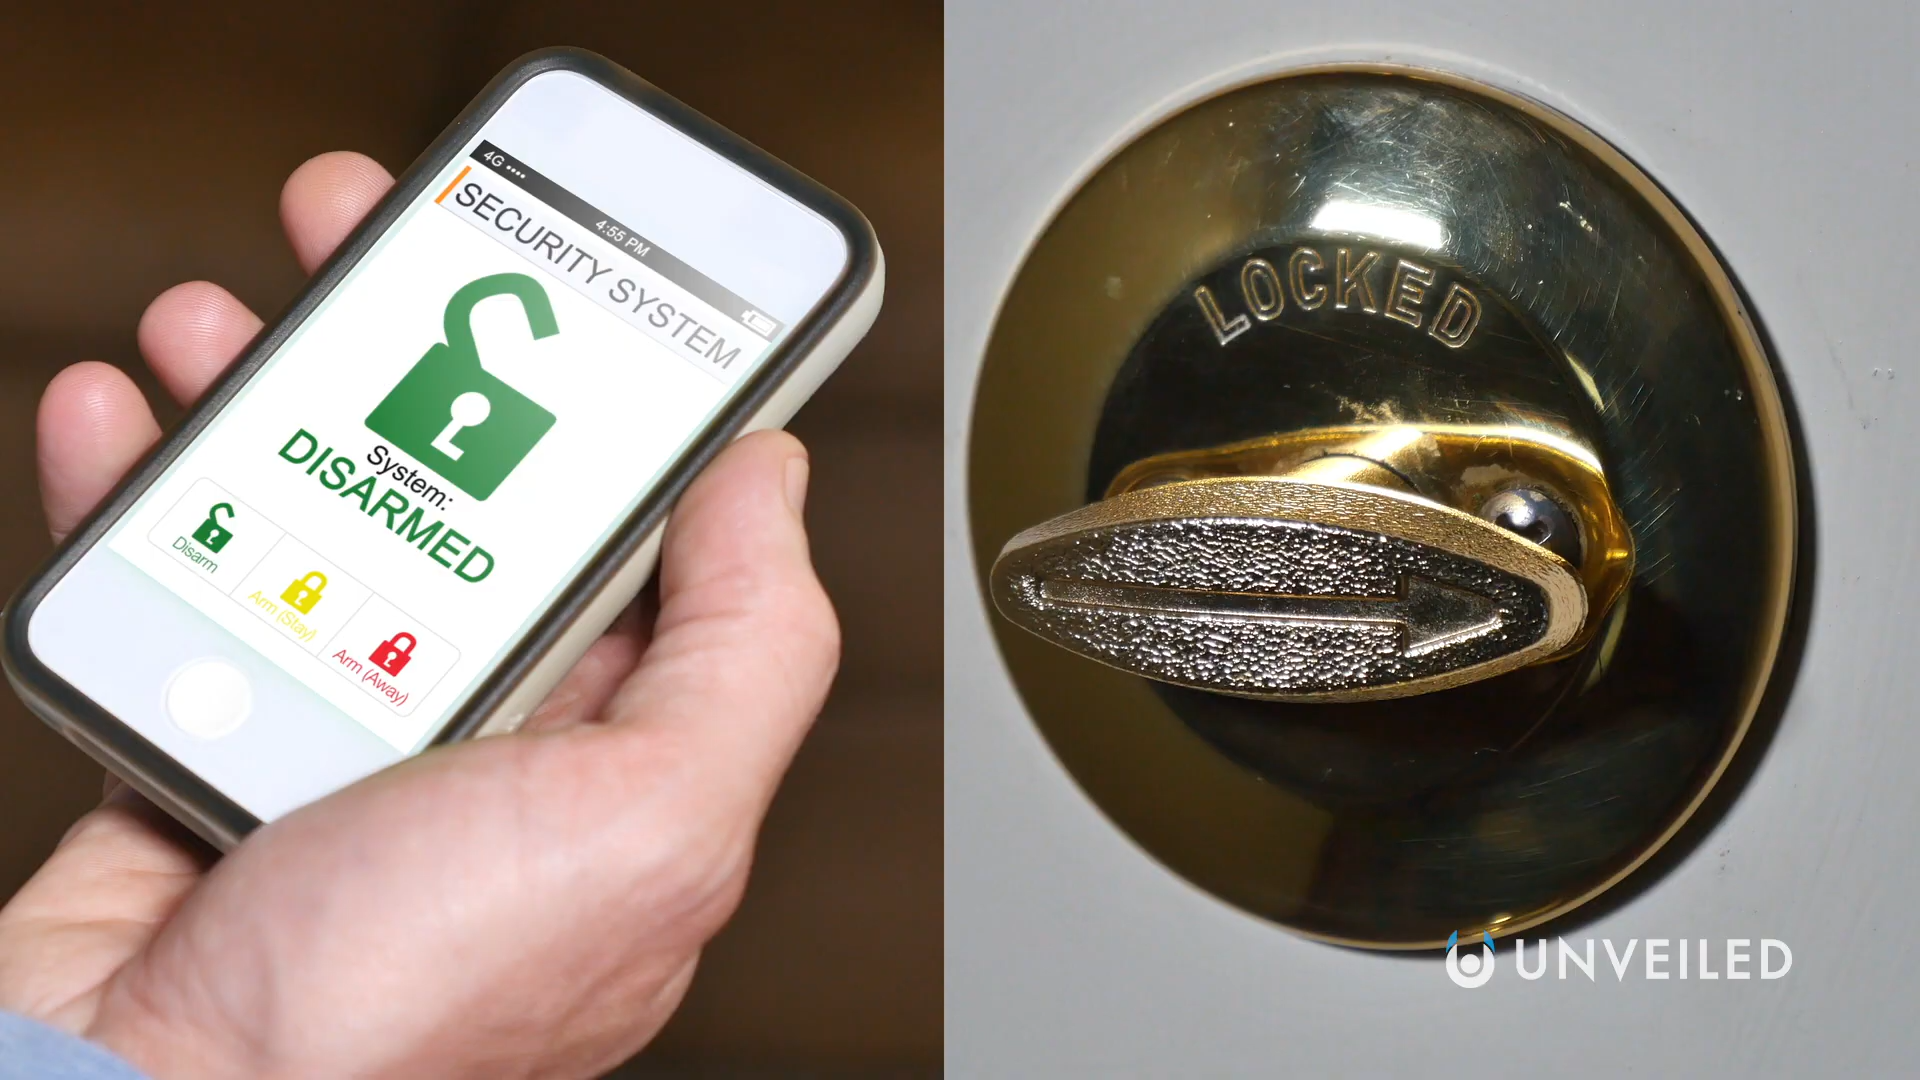 4G
4:55 PM
SECURITY SYSTEM
System:
DISARMED
Disarm
Arm (Stay)
Arm (Away)
LOCKED
UNVEILED